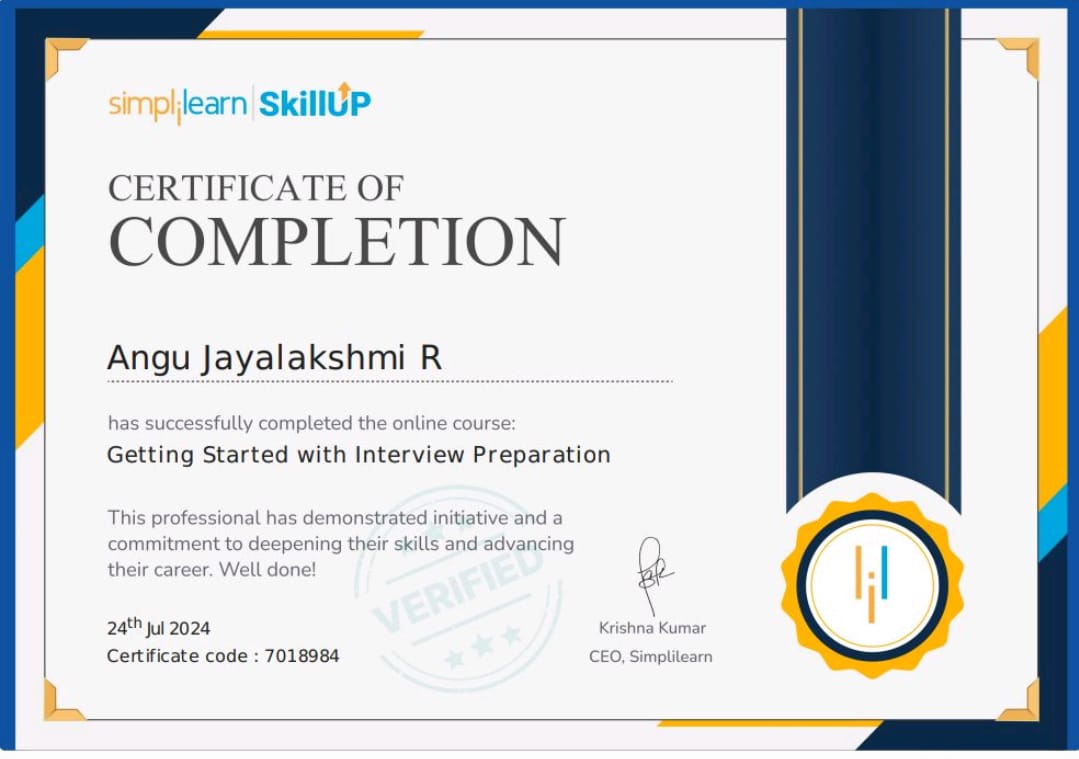 simplilearn | SkillUP
CERTIFICATE OF
COMPLETION
Angu Jayalakshmi R
has successfully completed the online course:
Getting Started with Interview Preparation
This professional has demonstrated initiative and a
commitment to deepening their skills and advancing
their career. Well done!
VERIFIED
24th Jul 2024
Certificate code : 7018984
Krishna Kumar
CEO, Simplilearn